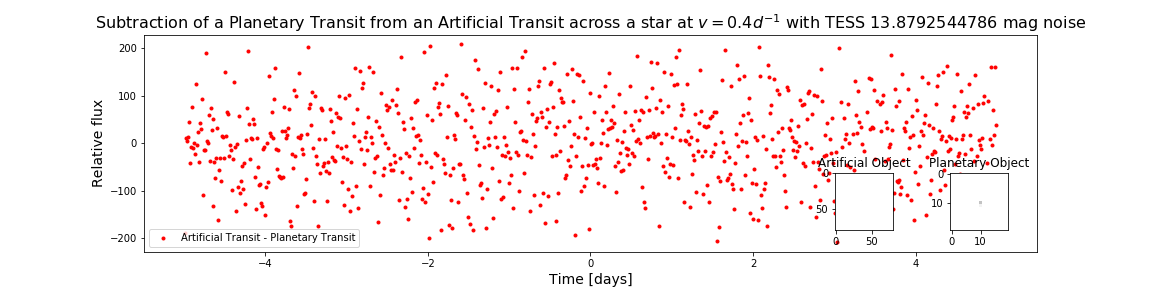 Subtraction of a Planetary Transit from an Artificial Transit across a star at v = 0.4d⁻¹ with TESS 13.8792544786 mag noise
200
100
0
−100
−200
Relative flux
Artificial Object
0
50
0 50
Planetary Object
0
10
0 10
Artificial Transit - Planetary Transit
−4 −2 0 2 4
Time [days]